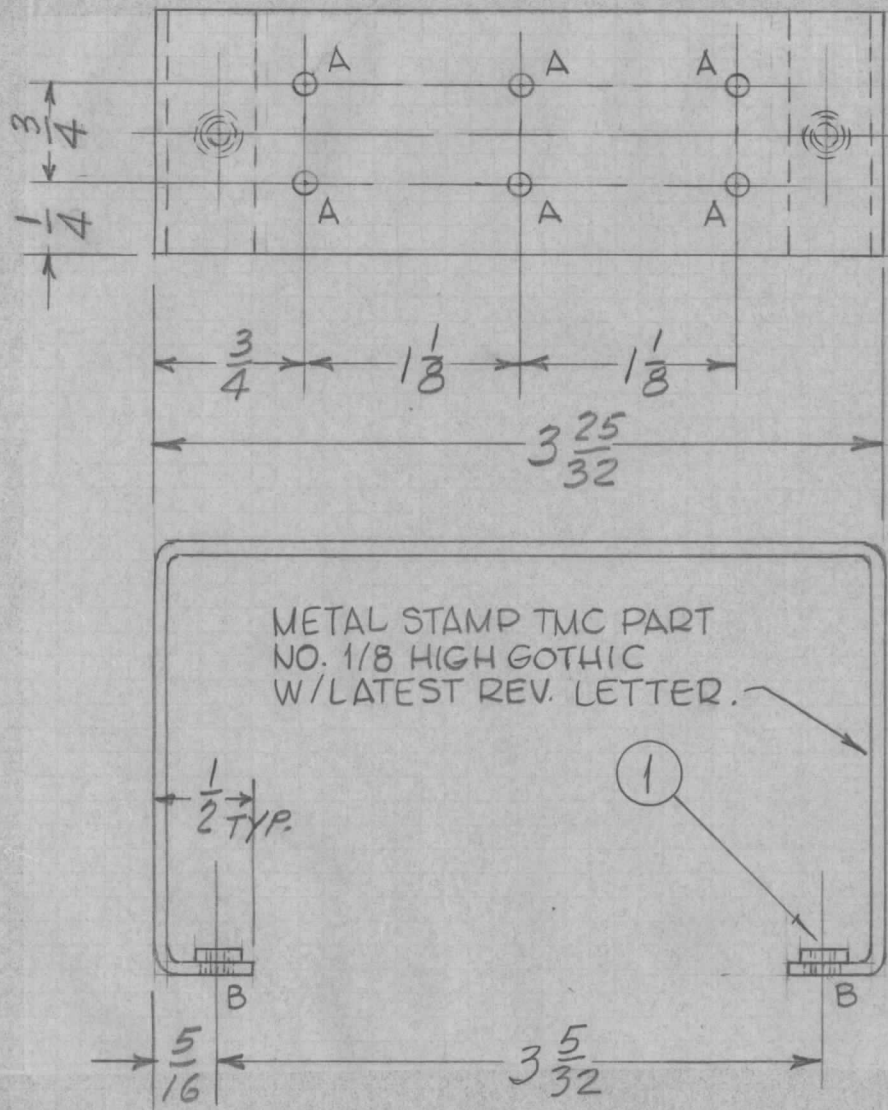 A A A
3/4
A A A
1/4
3/4 1 1/8 1 1/8
3 25/32
METAL STAMP TMC PART
NO. 1/8 HIGH GOTHIC
W/LATEST REV. LETTER.
1
1/2 TYP.
B B
5/16 3 5/32